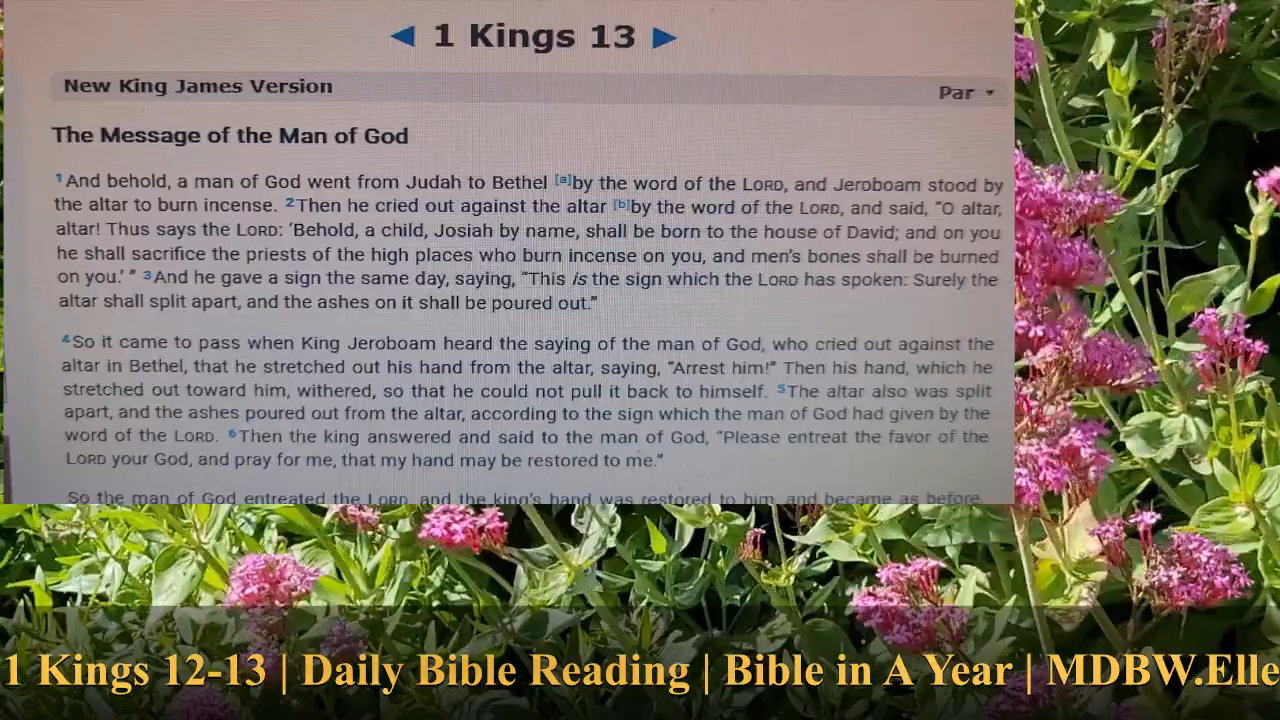 ◄ 1 Kings 13 ►
New King James Version
Par ▾
The Message of the Man of God
1And behold, a man of God went from Judah to Bethel [a]by the word of the LORD, and Jeroboam stood by
the altar to burn incense. 2Then he cried out against the altar [b]by the word of the LORD, and said, “O altar,
altar! Thus says the LORD: ‘Behold, a child, Josiah by name, shall be born to the house of David; and on you
he shall sacrifice the priests of the high places who burn incense on you, and men’s bones shall be burned
on you.’ ” 3And he gave a sign the same day, saying, “This is the sign which the LORD has spoken: Surely the
altar shall split apart, and the ashes on it shall be poured out.”
4So it came to pass when King Jeroboam heard the saying of the man of God, who cried out against the
altar in Bethel, that he stretched out his hand from the altar, saying, “Arrest him!” Then his hand, which he
stretched out toward him, withered, so that he could not pull it back to himself. 5The altar also was split
apart, and the ashes poured out from the altar, according to the sign which the man of God had given by the
word of the LORD. 6Then the king answered and said to the man of God, “Please entreat the favor of the
LORD your God, and pray for me, that my hand may be restored to me.”
So the man of God entreated the LORD, and the king’s hand was restored to him, and became as before.
1 Kings 12-13 | Daily Bible Reading | Bible in A Year | MDBW.Elle